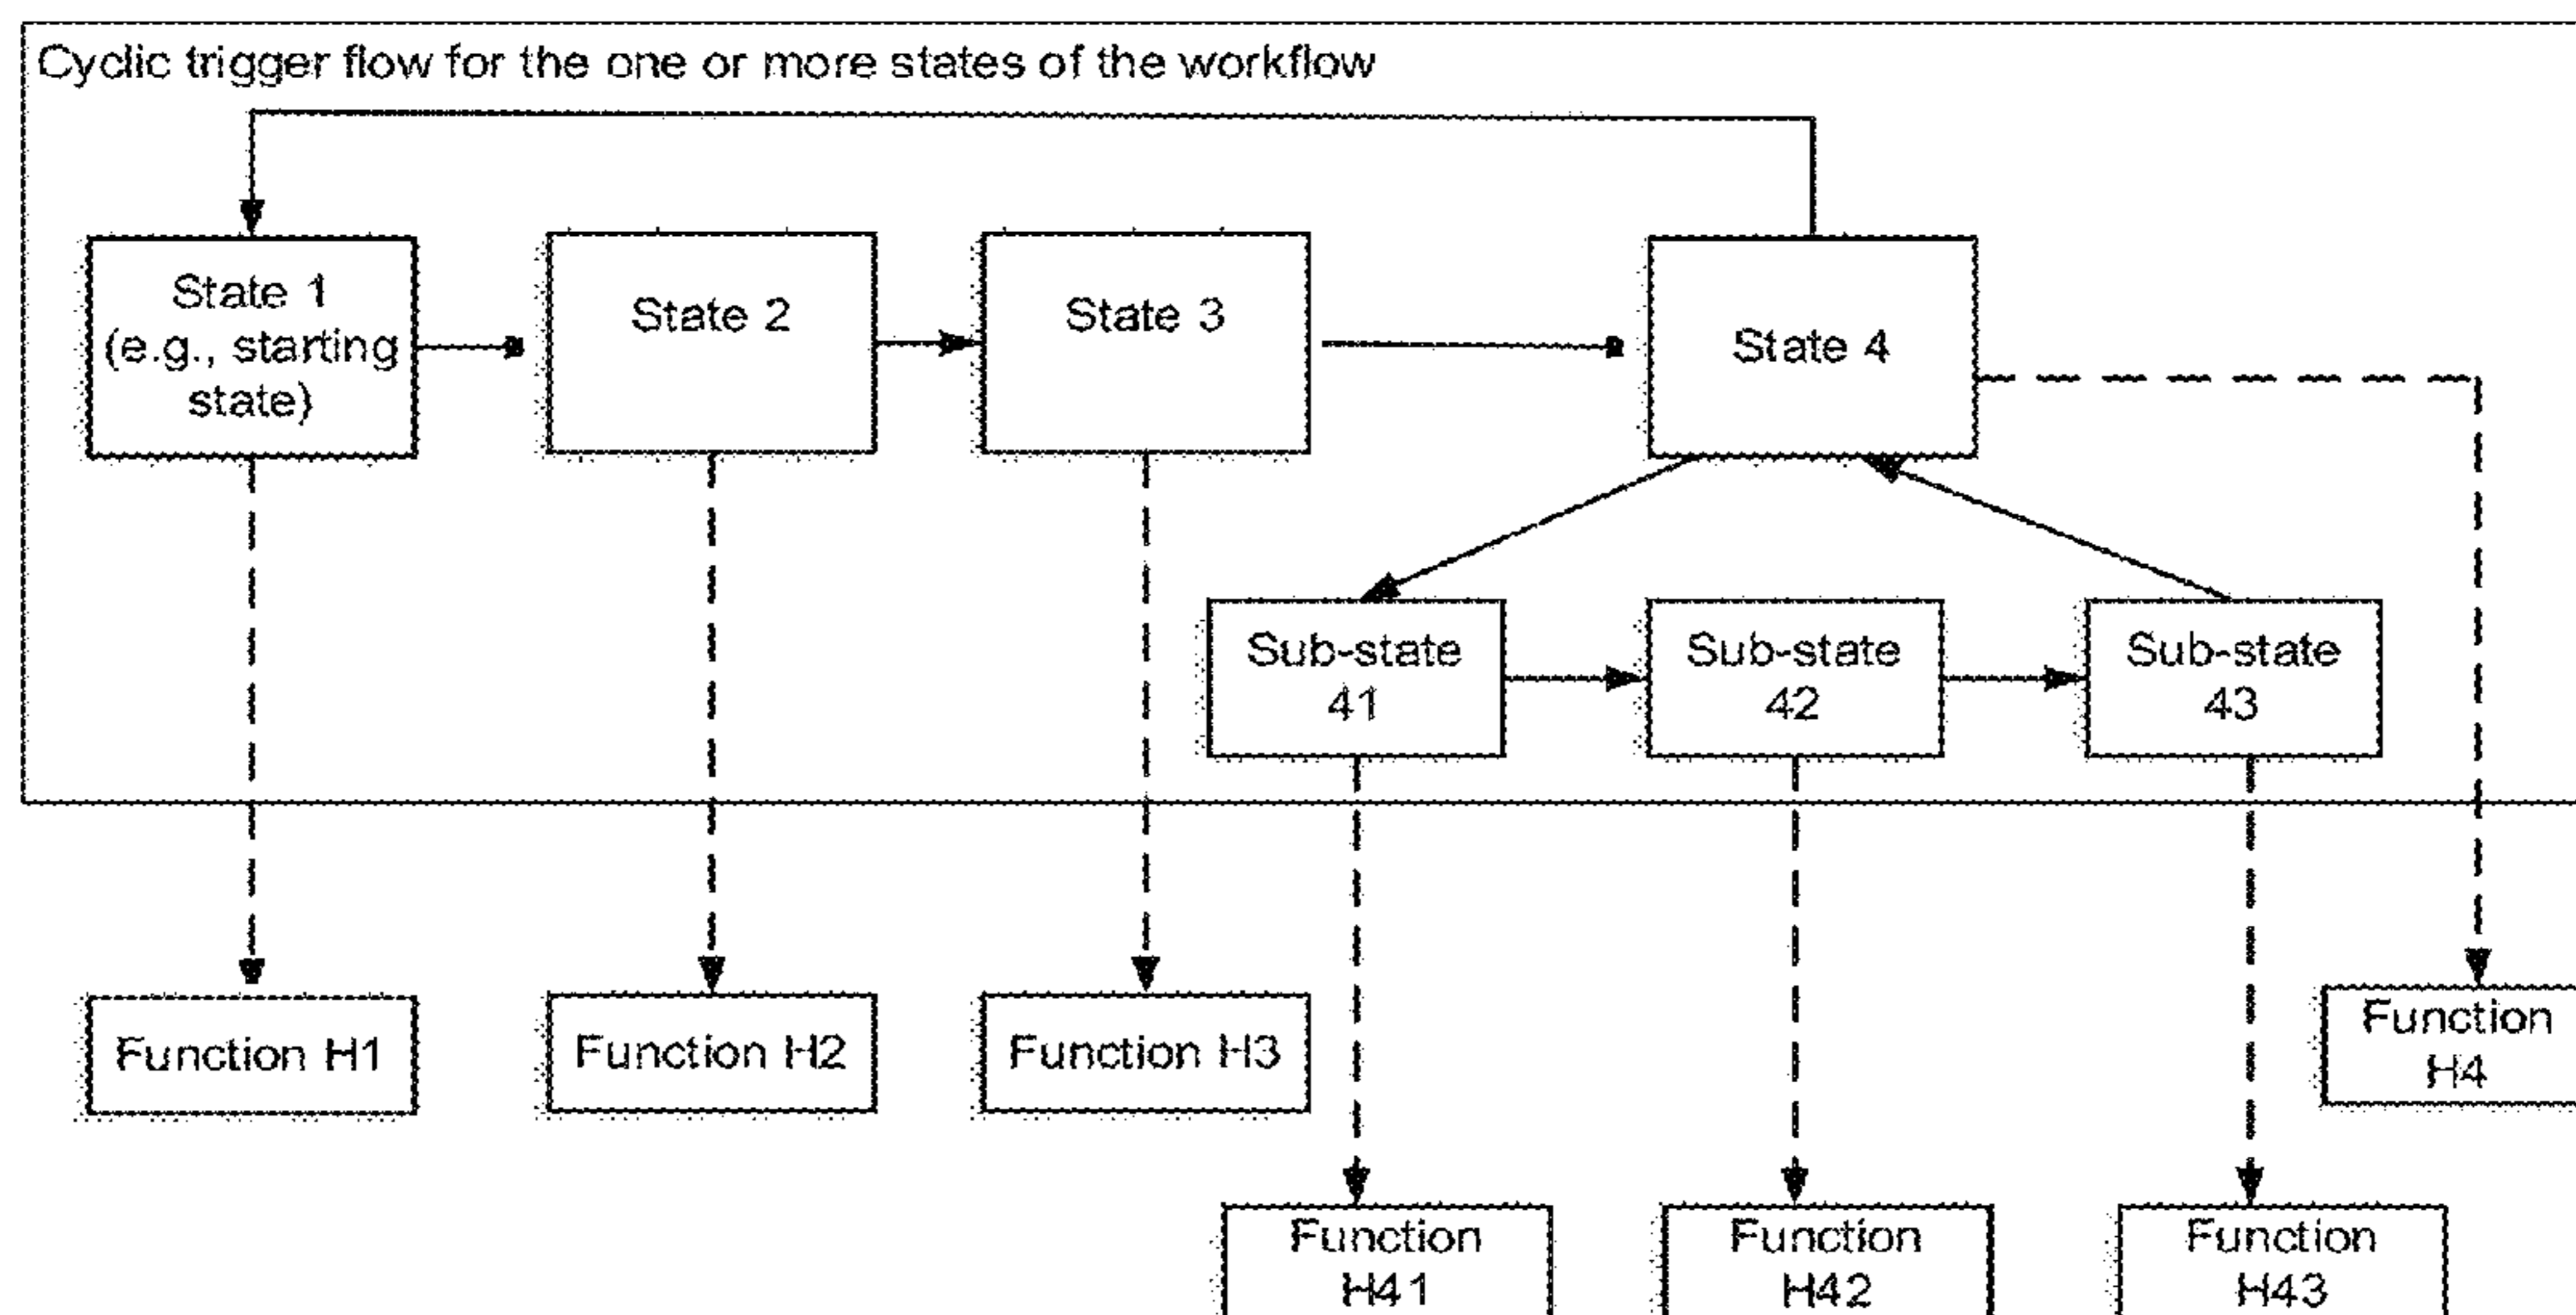 Cyclic trigger flow for the one or more states of the workflow
State 1
(e.g., starting
state)
State 2
State 3
State 4
Sub-state
41
Sub-state
42
Sub-state
43
Function H1
Function H2
Function H3
Function
H4
Function
H41
Function
H42
Function
H43